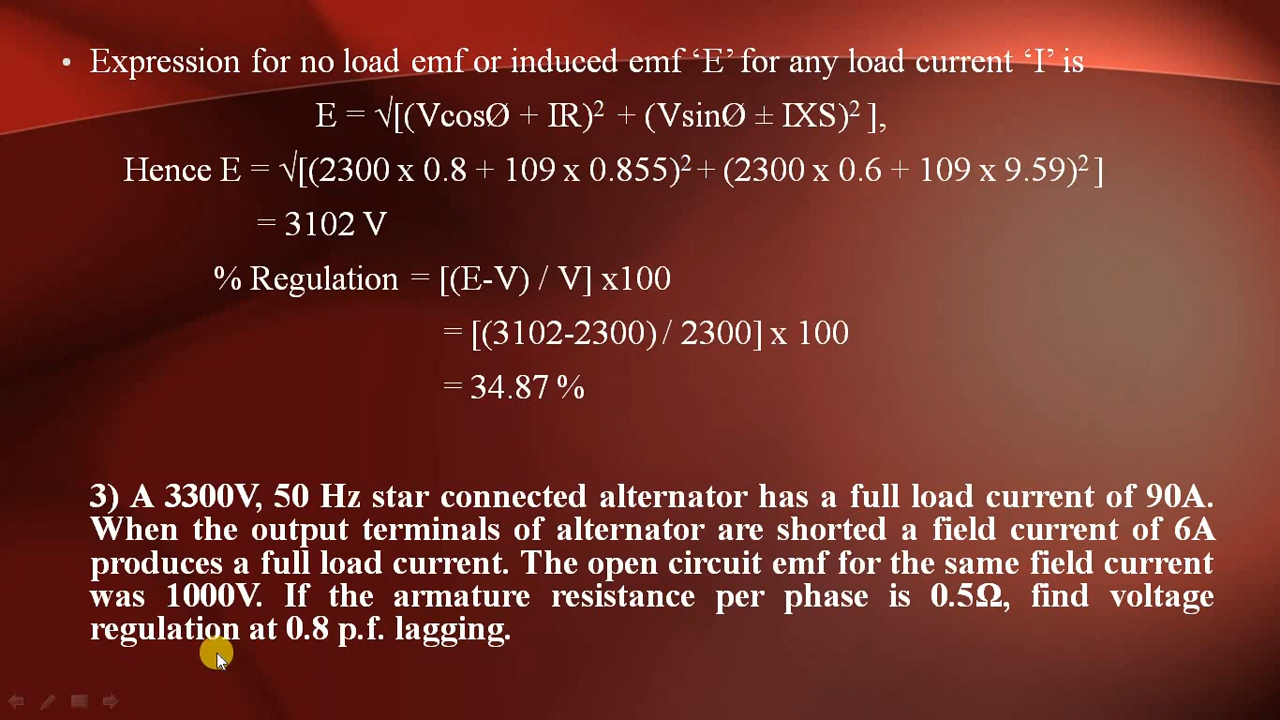 • Expression for no load emf or induced emf ‘E’ for any load current ‘I’ is
E = √[(VcosØ + IR)² + (VsinØ ± IXS)² ],
Hence E = √[(2300 x 0.8 + 109 x 0.855)² + (2300 x 0.6 + 109 x 9.59)² ]
= 3102 V
% Regulation = [(E-V) / V] x100
= [(3102-2300) / 2300] x 100
= 34.87 %
3) A 3300V, 50 Hz star connected alternator has a full load current of 90A.
When the output terminals of alternator are shorted a field current of 6A
produces a full load current. The open circuit emf for the same field current
was 1000V. If the armature resistance per phase is 0.5Ω, find voltage
regulation at 0.8 p.f. lagging.